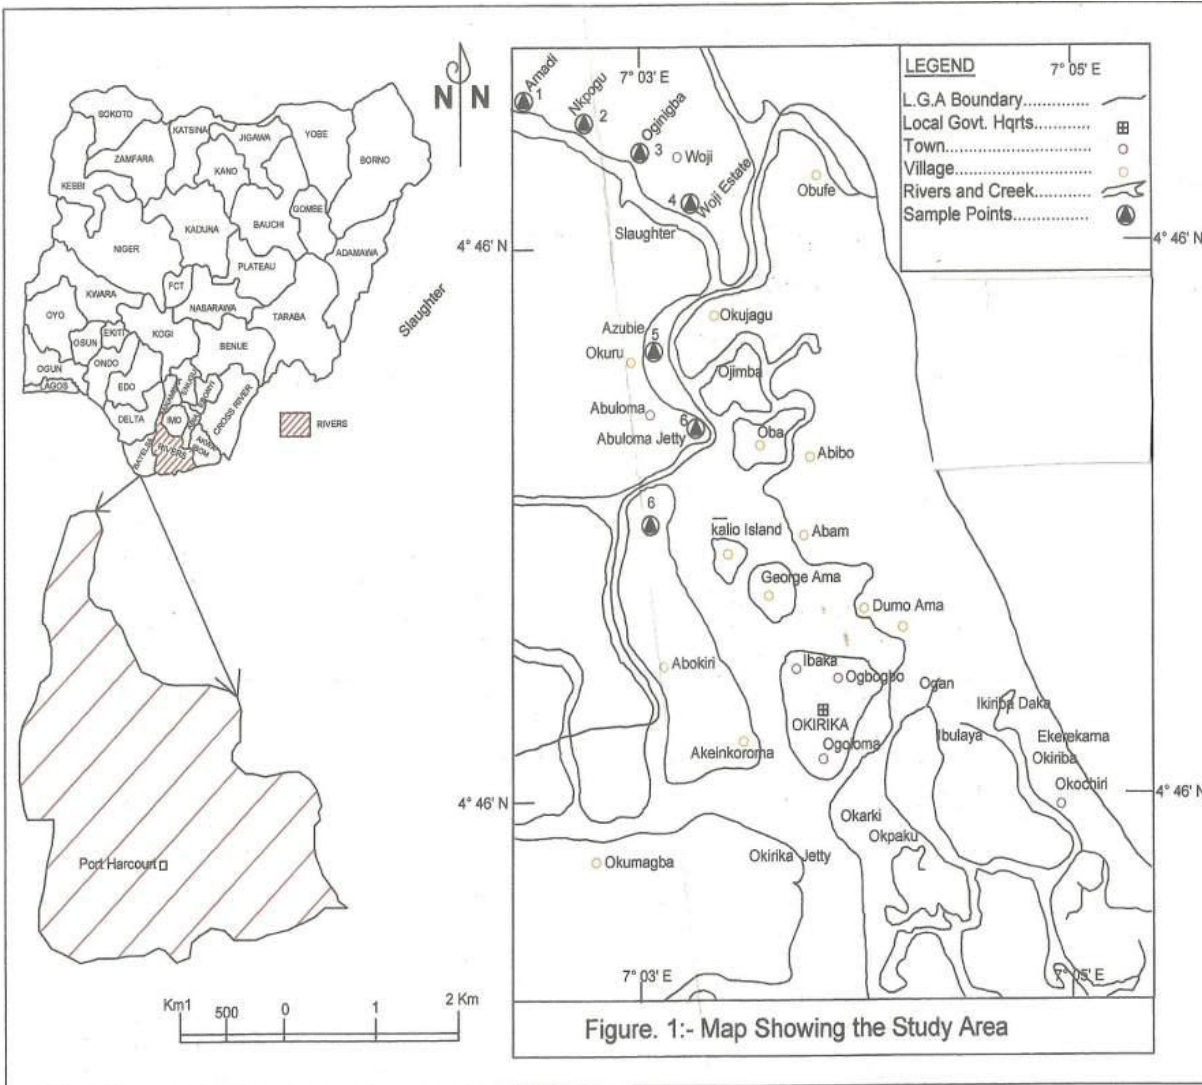 SOKOTO
KATSINA
JIGAWA
YOBE
BORNO
ZAMFARA
KANO
KEBBI
GOMBE
KADUNA
BAUCHI
ADAMAWA
NIGER
PLATEAU
FCT
KWARA
NASARAWA
TARABA
OYO
KOGI
EKITI
OSUN
BENUE
OGUN
ONDO
ENUGU
EBONYI
AGOS
EDO
CROSS RIVER
DELTA
IMO
RIVERS
IBOM
RIVERS
N N
Slaughter
Port Harcourt
Km1 500 0 1 2 Km
7° 03' E
LEGEND 7° 05' E
L.G.A Boundary..............
Local Govt. Hqrts............
Town.................................
Village..............................
Rivers and Creek...........
Sample Points...............
Amadi
1
Nkpogu
2
Oginigba
3
Woji
4
Woji Estate
Obufe
Slaughter
4° 46' N
4° 46' N
Okujagu
Azubie
5
Okuru
Ojimba
Abuloma
6
Abuloma Jetty
Oba
Abibo
6
kalio Island
Abam
George Ama
Dumo Ama
Abokiri
Ibaka
Ogbogbo
Ogan
Ikiriba Daka
OKIRIKA
Ibulaya
Ekerekama
Okiriba
Akeinkoroma
Ogoloma
Okochiri
4° 46' N
4° 46' N
Okarki
Okpaku
Okumagba
Okirika Jetty
7° 03' E
7° 05' E
Figure. 1:- Map Showing the Study Area